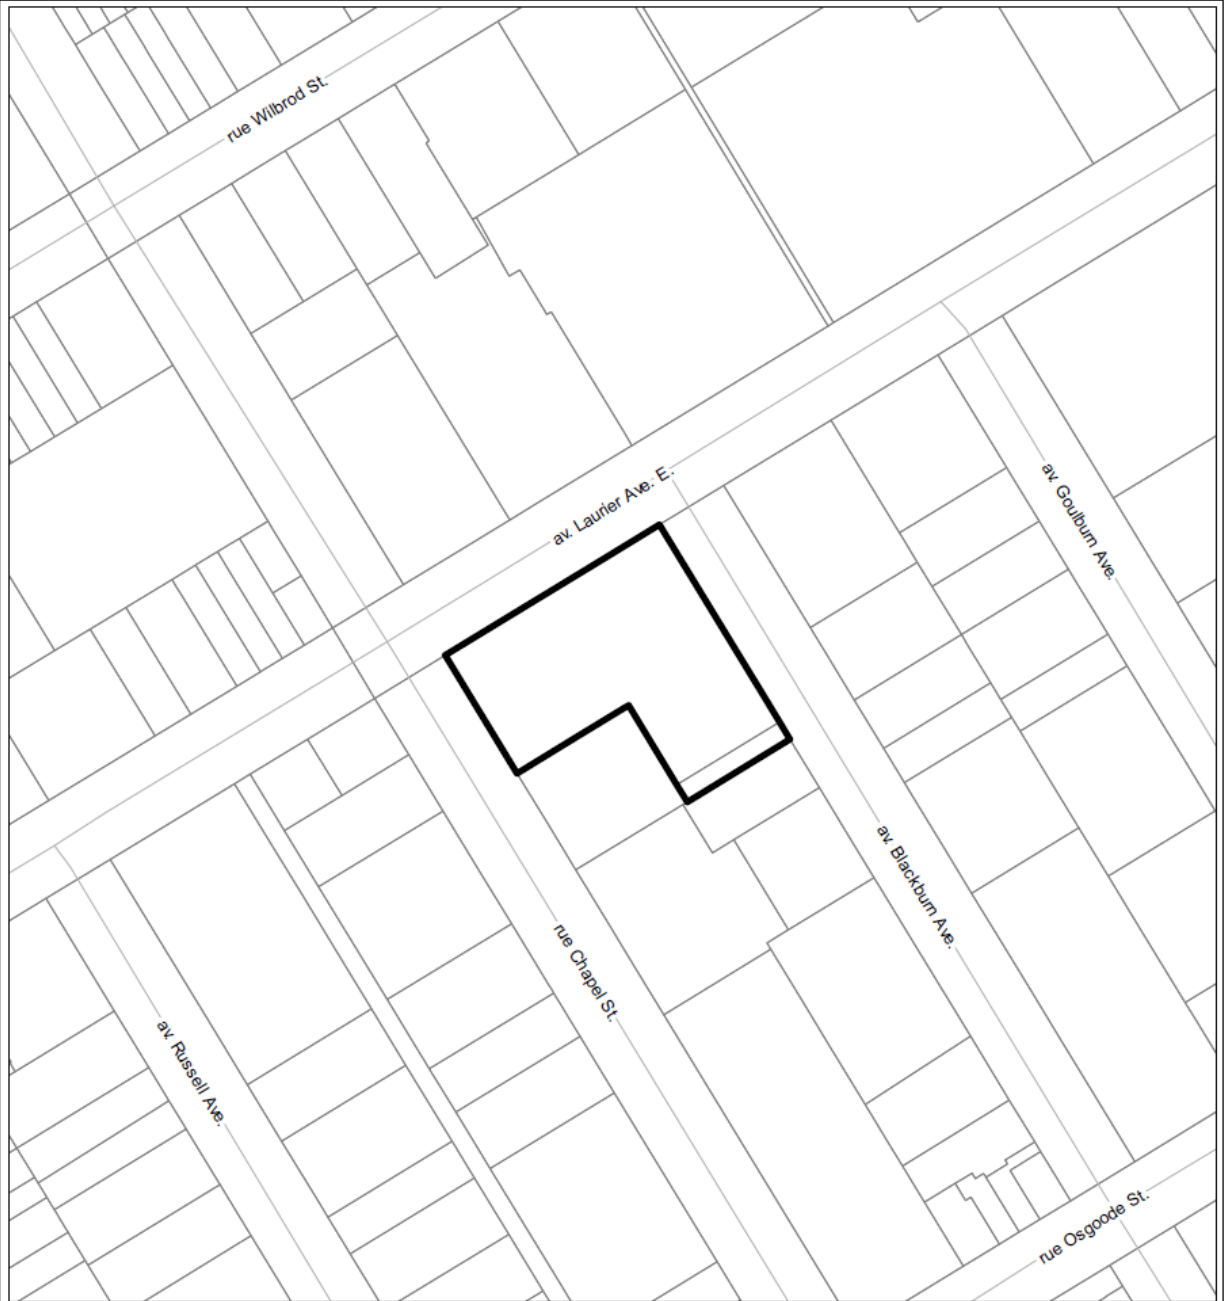 rue Wilbrod St.
av. Laurier Ave. E.
av. Goulburn Ave.
av. Blackburn Ave.
rue Chapel St.
av. Russell Ave.
rue Osgoode St.